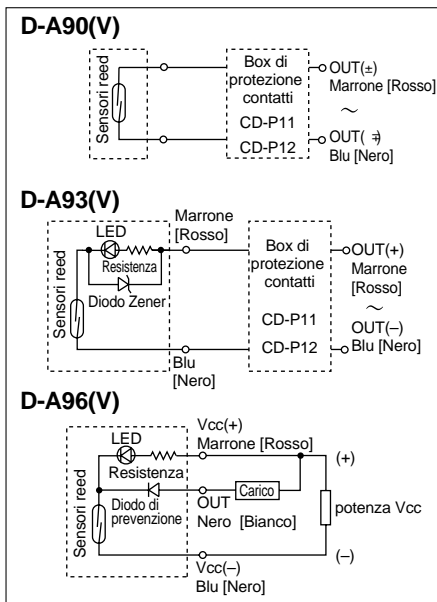 D-A90(V)
Sensori reed
Box di
protezione
contatti
CD-P11
CD-P12
OUT(±)
Marrone [Rosso]
~
OUT(∓)
Blu [Nero]
D-A93(V)
LED
Resistenza
Diodo Zener
Sensori reed
Marrone
[Rosso]
Blu
[Nero]
Box di
protezione
contatti
CD-P11
CD-P12
OUT(+)
Marrone
[Rosso]
~
OUT(–)
Blu [Nero]
D-A96(V)
LED
Resistenza
Diodo di
prevenzione
Sensori reed
Vcc(+)
Marrone [Rosso]
OUT
Nero [Bianco]
Carico
Vcc(–)
Blu [Nero]
(+)
potenza Vcc
(–)